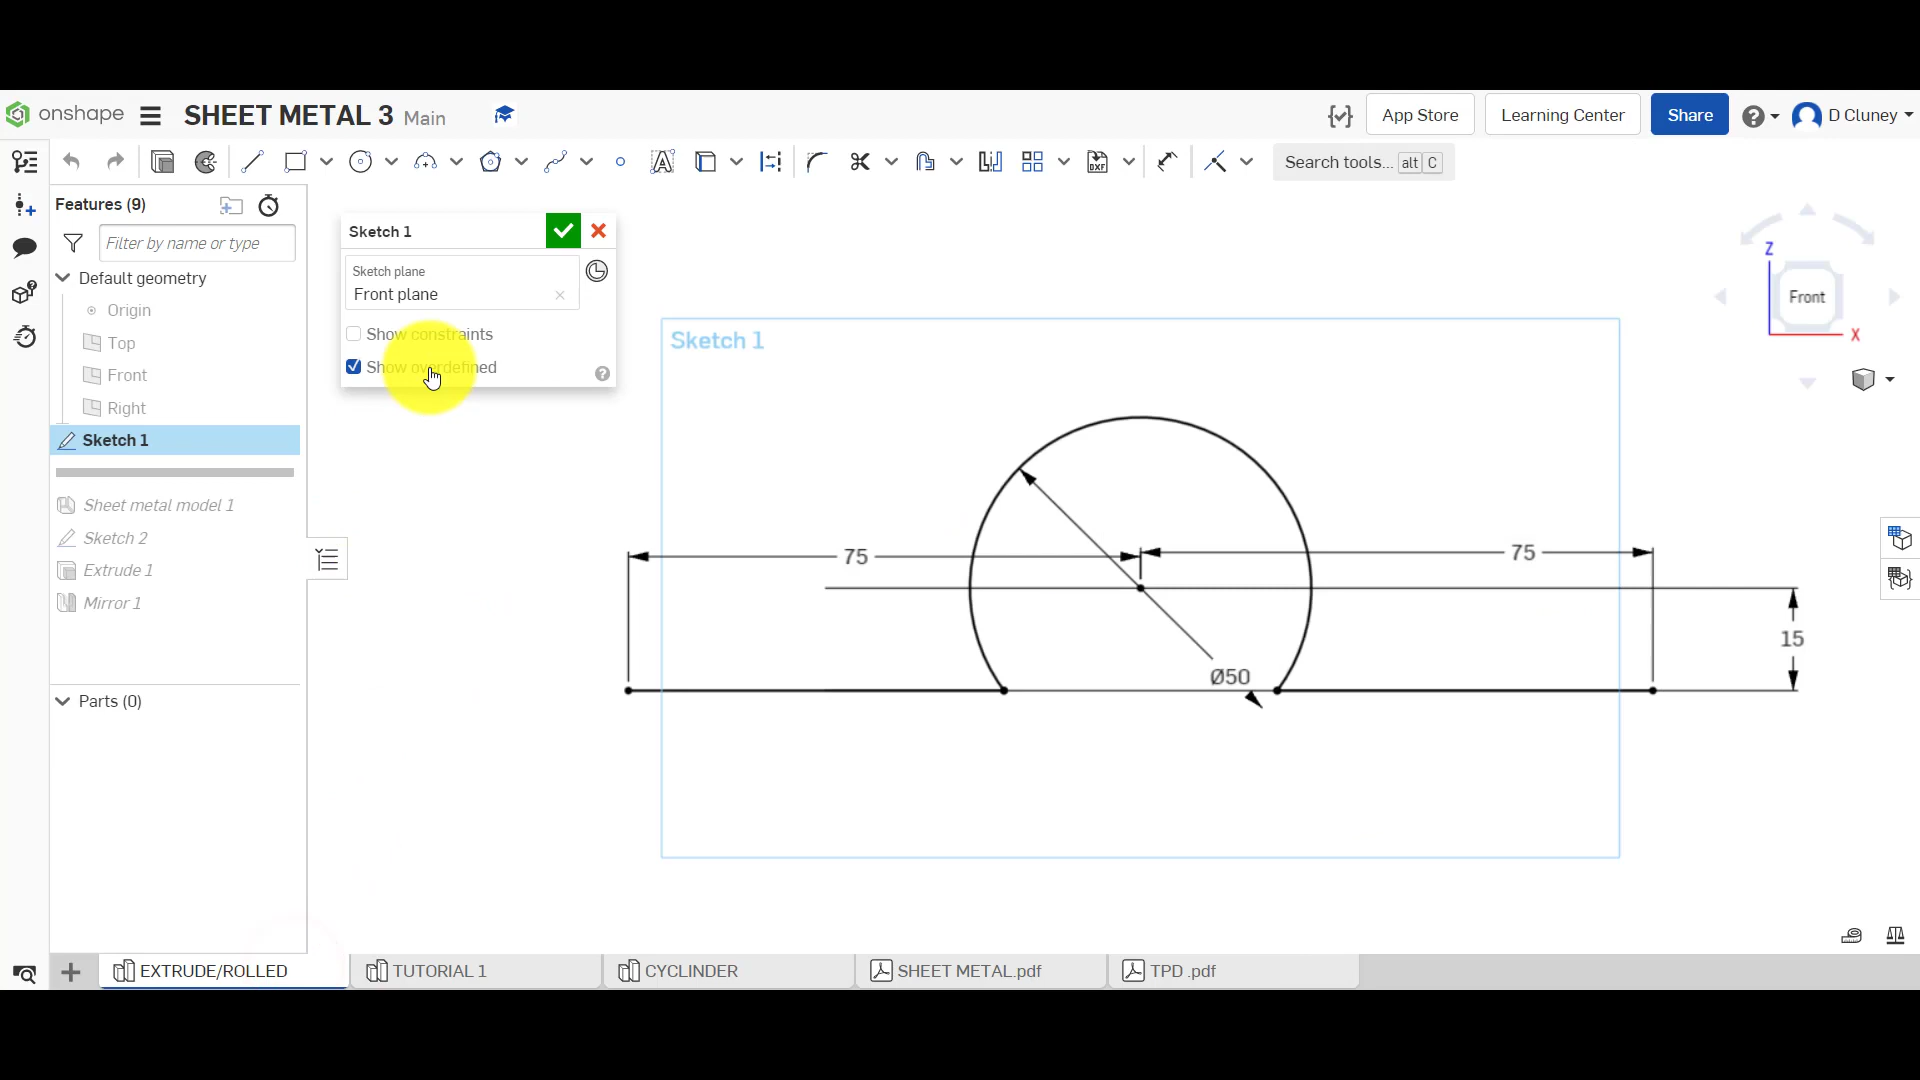 onshape SHEET METAL 3 Main App Store Learning Center Share D Cluney
Search tools... alt C
Features (9)
Filter by name or type
Default geometry
Origin
Top
Front
Right
Sketch 1
Sheet metal model 1
Sketch 2
Extrude 1
Mirror 1
Parts (0)
Sketch 1
Sketch plane
Front plane
Show constraints
Show overdefined
Sketch 1
75
75
15
Ø50
Z
Front
X
EXTRUDE/ROLLED TUTORIAL 1 CYCLINDER SHEET METAL.pdf TPD .pdf